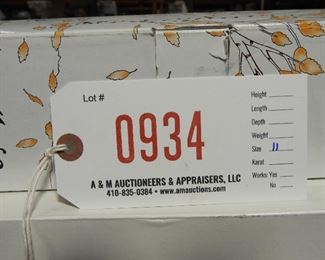 Lot #
0934
A & M AUCTIONEERS & APPRAISERS, LLC
410-835-0384 • www.amauctions.com
Height
Length
Depth
Weight
Size 11
Karat
Works: Yes
No